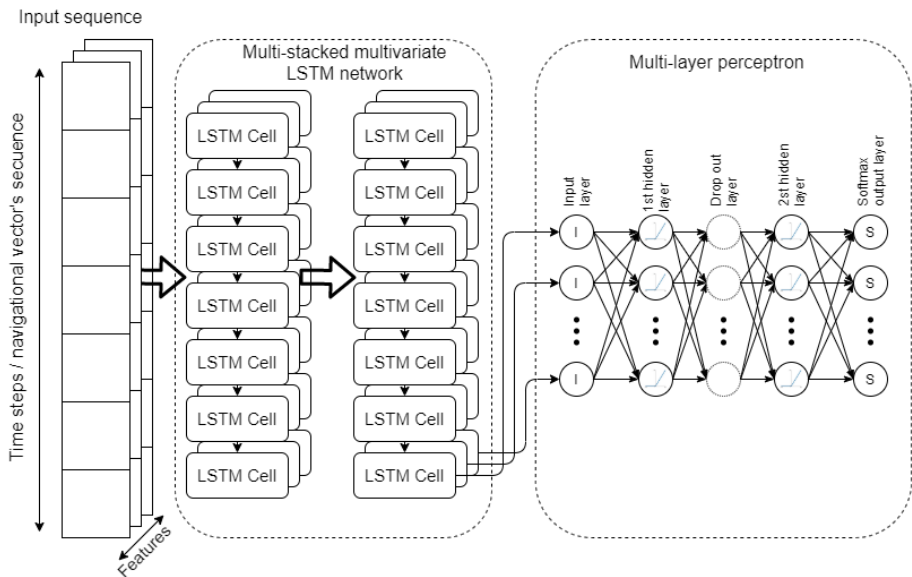 Input sequence
Time steps / navigational vector's secuence
Features
Multi-stacked multivariate
LSTM network
LSTM Cell
LSTM Cell
LSTM Cell
LSTM Cell
LSTM Cell
LSTM Cell
LSTM Cell
LSTM Cell
LSTM Cell
LSTM Cell
LSTM Cell
LSTM Cell
LSTM Cell
LSTM Cell
Multi-layer perceptron
Input
layer
1st hidden
layer
Drop out
layer
2st hidden
layer
Softmax
output layer
I
S
I
S
I
S